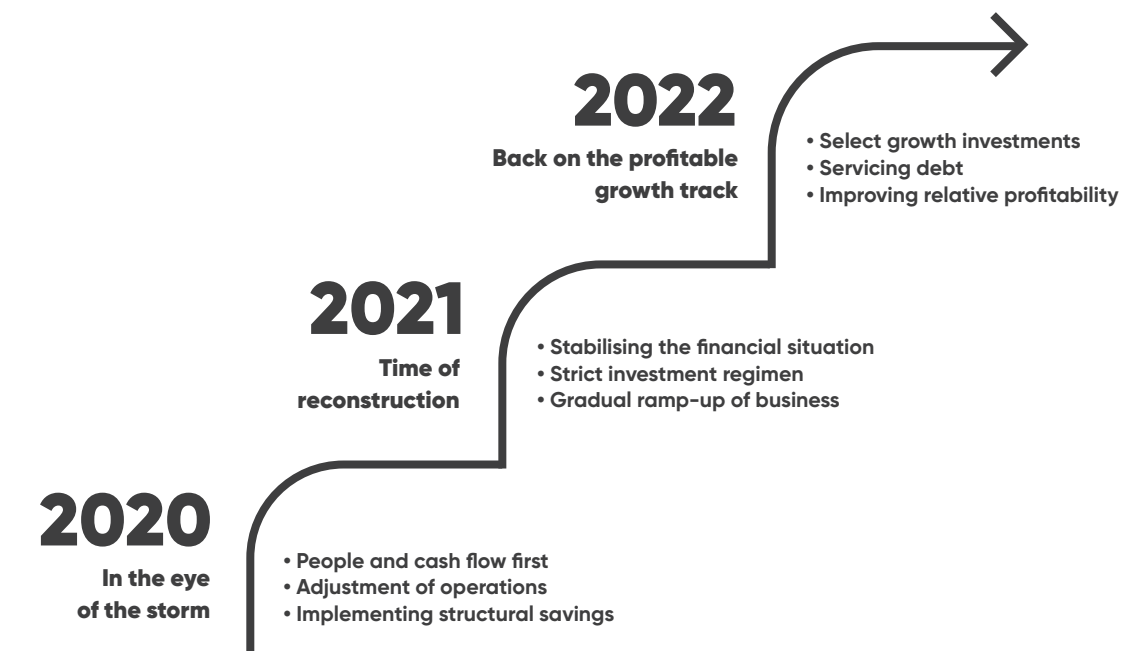 2022
Back on the profitable
growth track
• Select growth investments
• Servicing debt
• Improving relative profitability
2021
Time of
reconstruction
• Stabilising the financial situation
• Strict investment regimen
• Gradual ramp-up of business
2020
In the eye
of the storm
• People and cash flow first
• Adjustment of operations
• Implementing structural savings